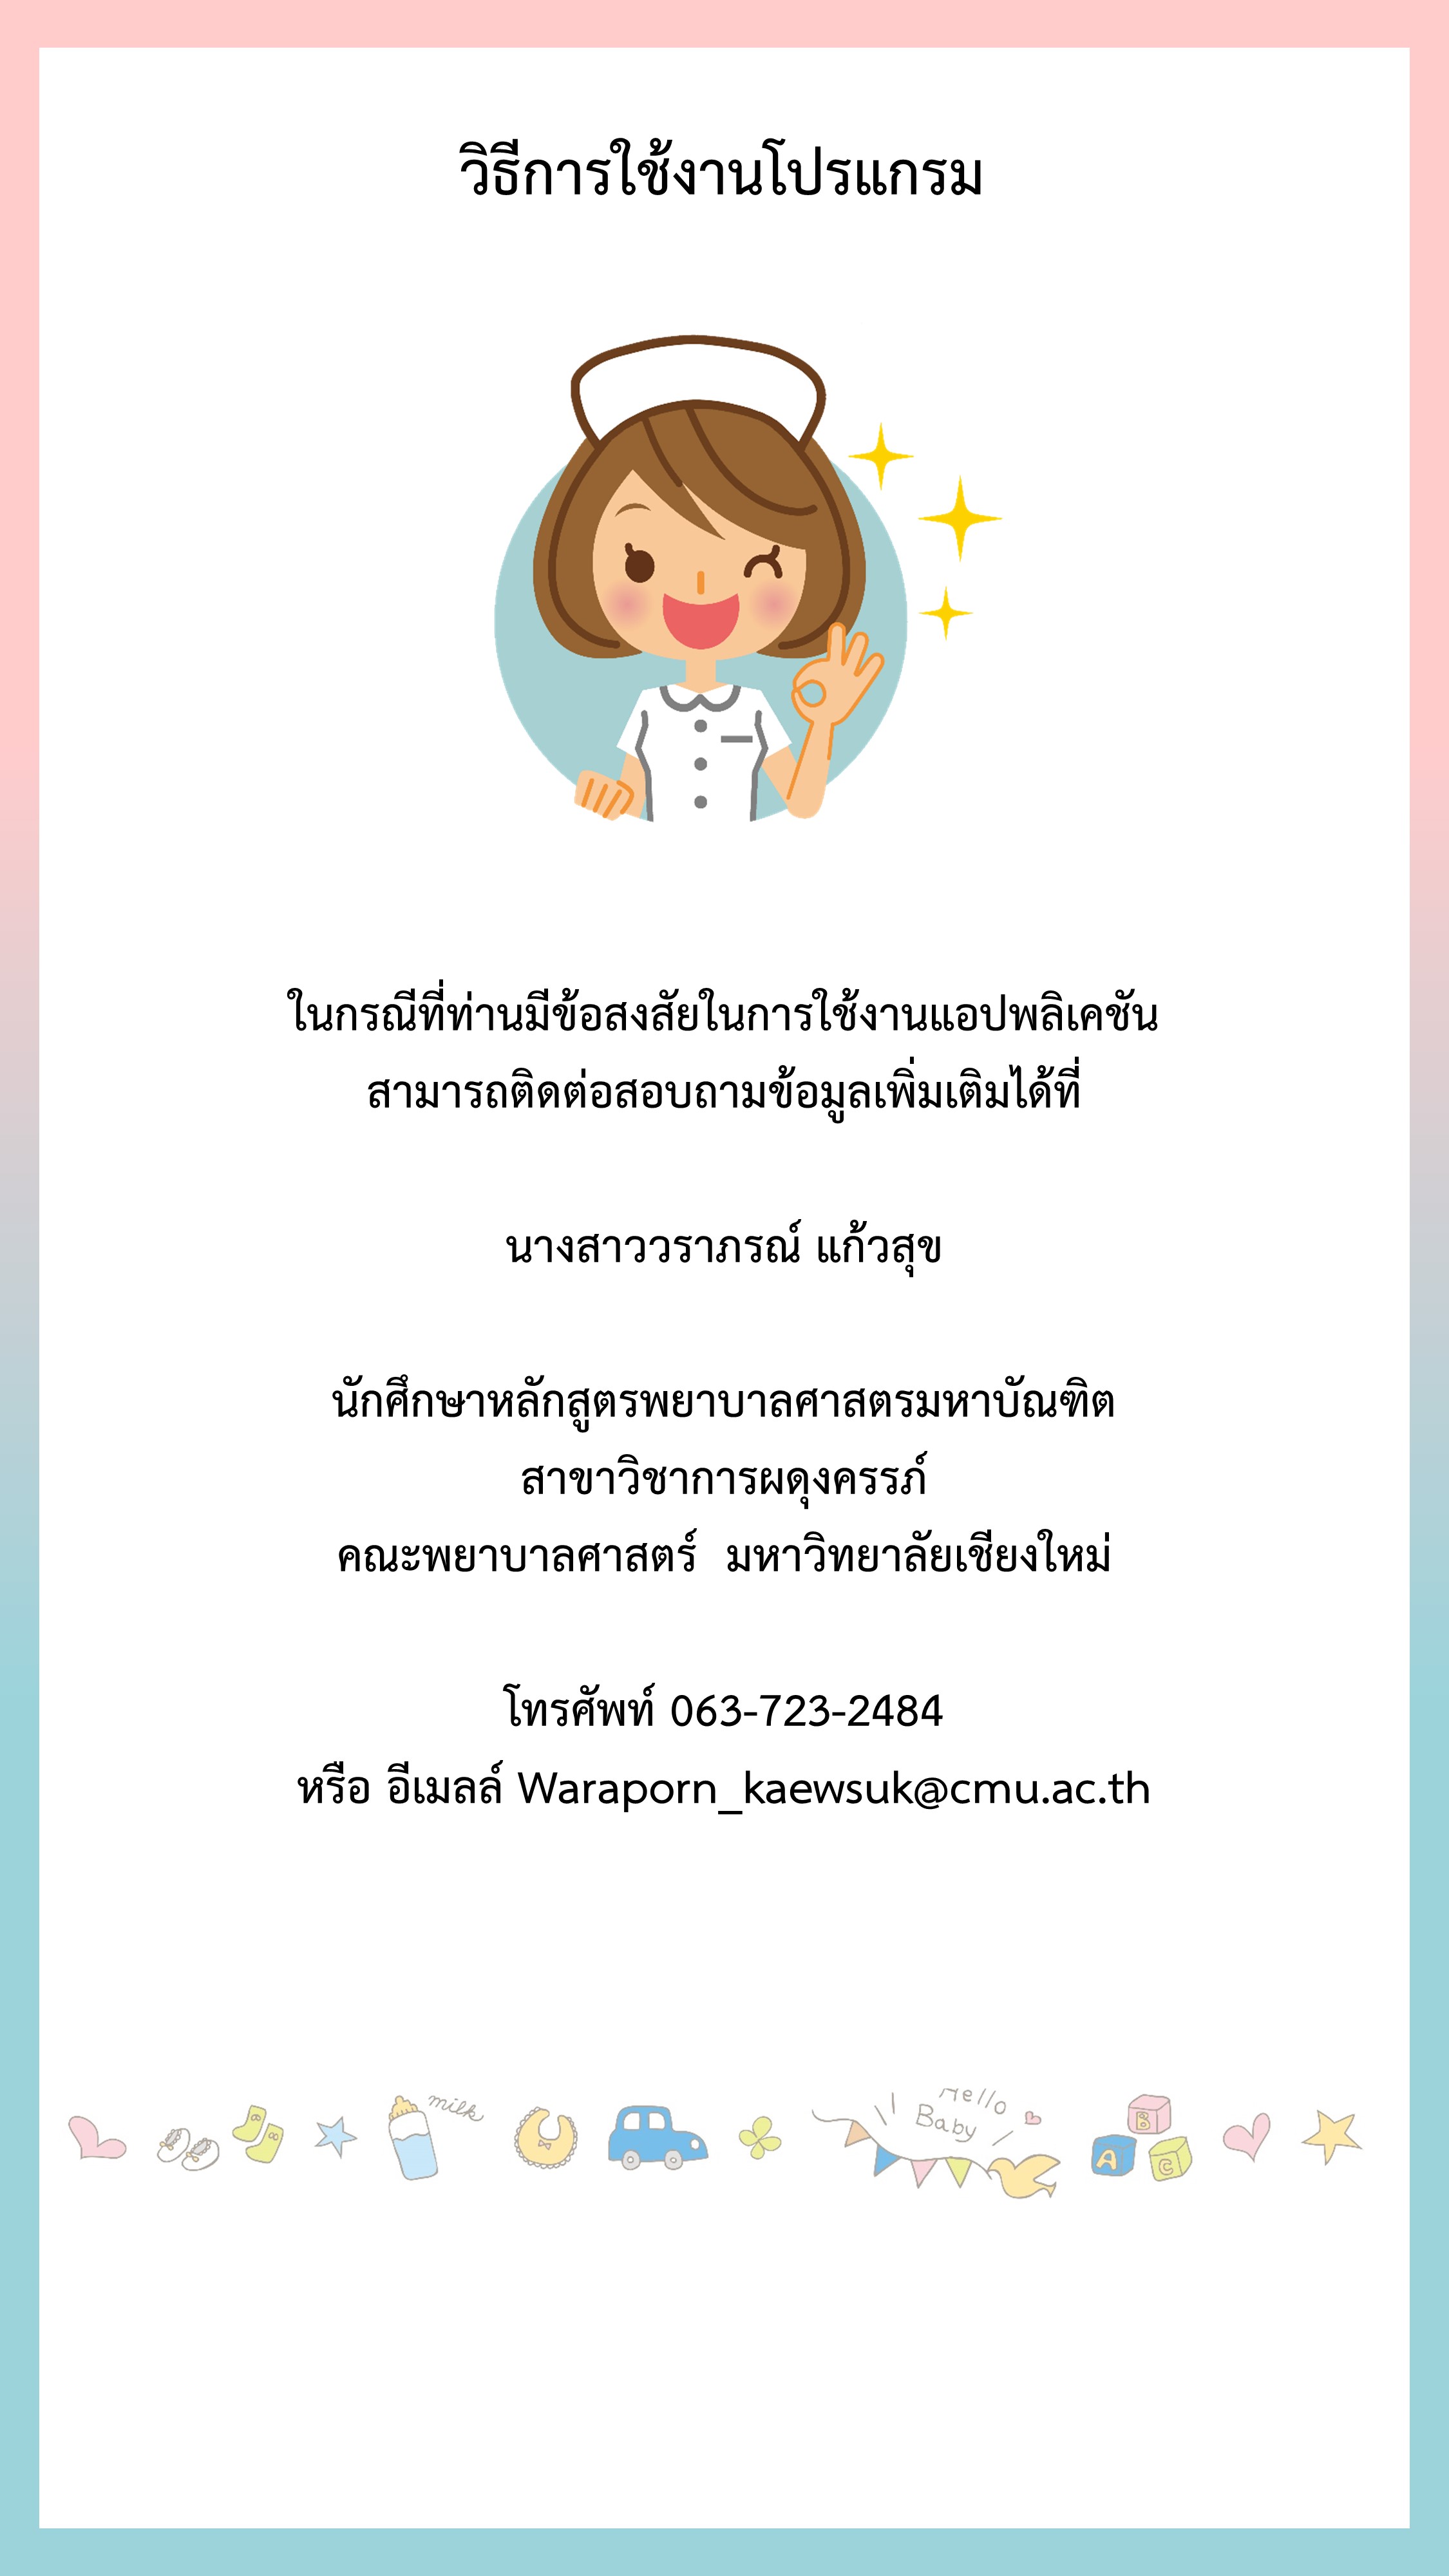 วิธีการใช้งานโปรแกรม
ในกรณีที่ท่านมีข้อสงสัยในการใช้งานแอปพลิเคชัน
สามารถติดต่อสอบถามข้อมูลเพิ่มเติมได้ที่
นางสาววราภรณ์ แก้วสุข
นักศึกษาหลักสูตรพยาบาลศาสตรมหาบัณฑิต
สาขาวิชาการผดุงครรภ์
คณะพยาบาลศาสตร์ มหาวิทยาลัยเชียงใหม่
โทรศัพท์ 063-723-2484
หรือ อีเมลล์ Waraporn_kaewsuk@cmu.ac.th
milk
Hello
Baby
B
A C